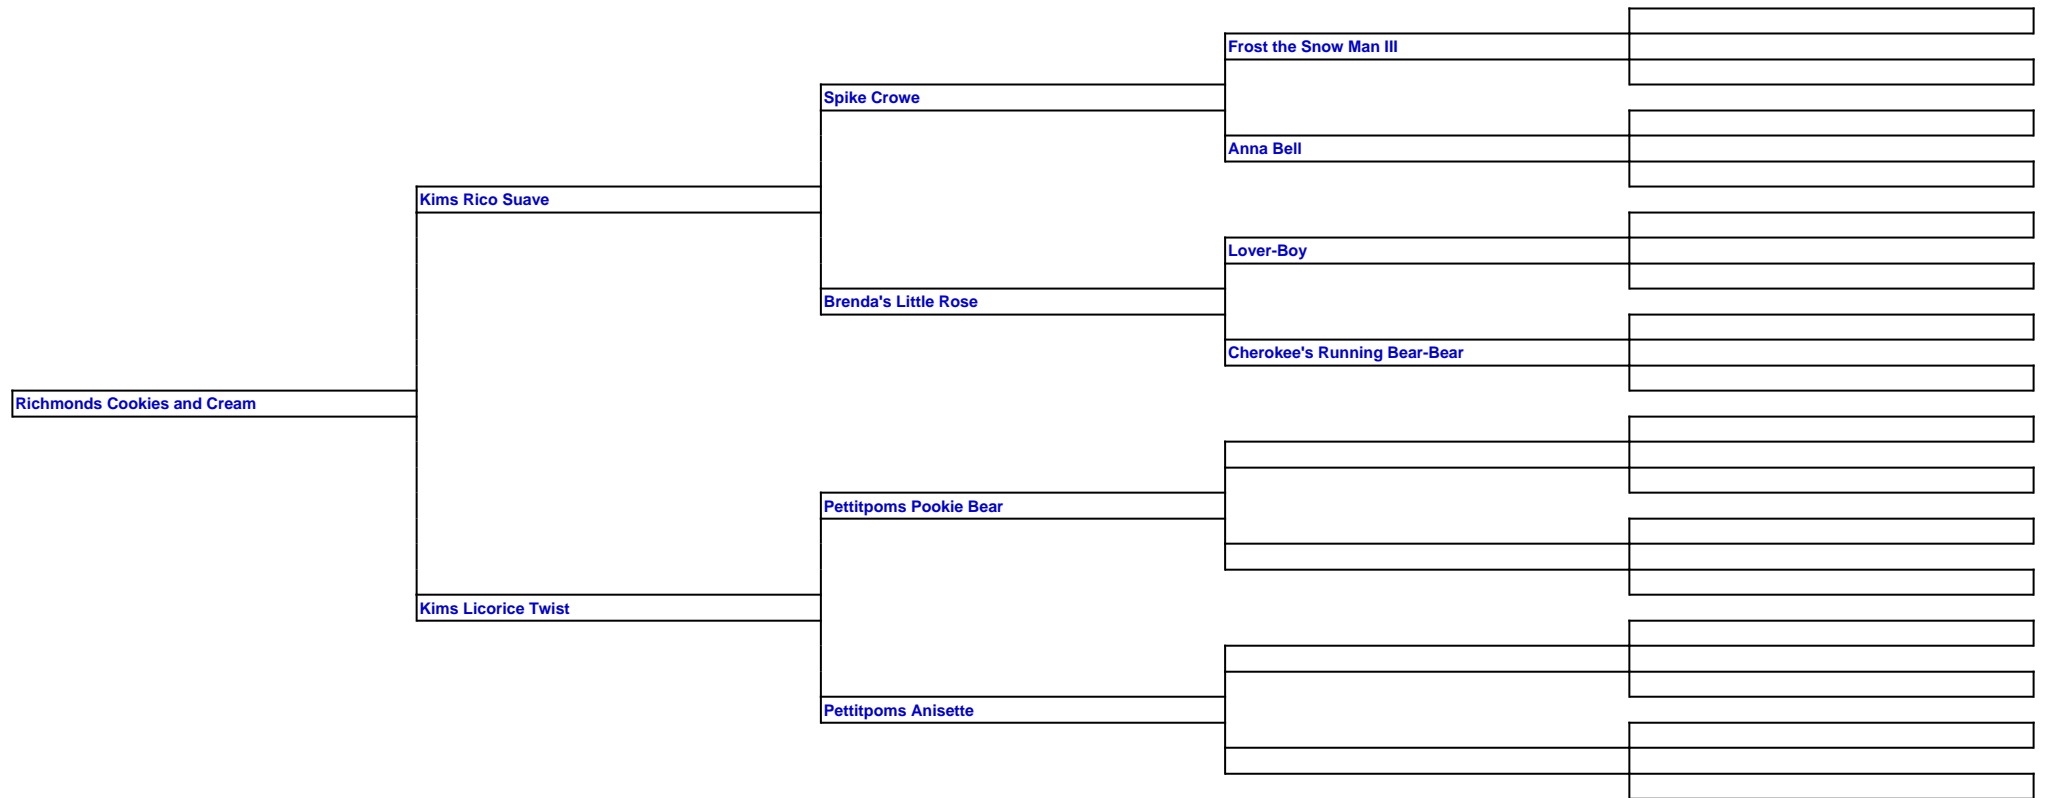 Frost the Snow Man III
Spike Crowe
Anna Bell
Kims Rico Suave
Lover-Boy
Brenda's Little Rose
Cherokee's Running Bear-Bear
Richmonds Cookies and Cream
Pettitpoms Pookie Bear
Kims Licorice Twist
Pettitpoms Anisette